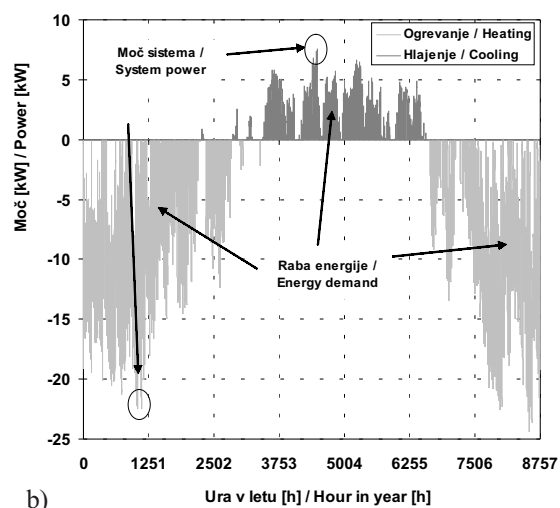 Moč [kW] / Power [kW]
10
5
0
-5
-10
-15
-20
-25
Ogrevanje / Heating
Hlajenje / Cooling
Moč sistema /
System power
Raba energije /
Energy demand
0 1251 2502 3753 5004 6255 7506 8757
Ura v letu [h] / Hour in year [h]
b)